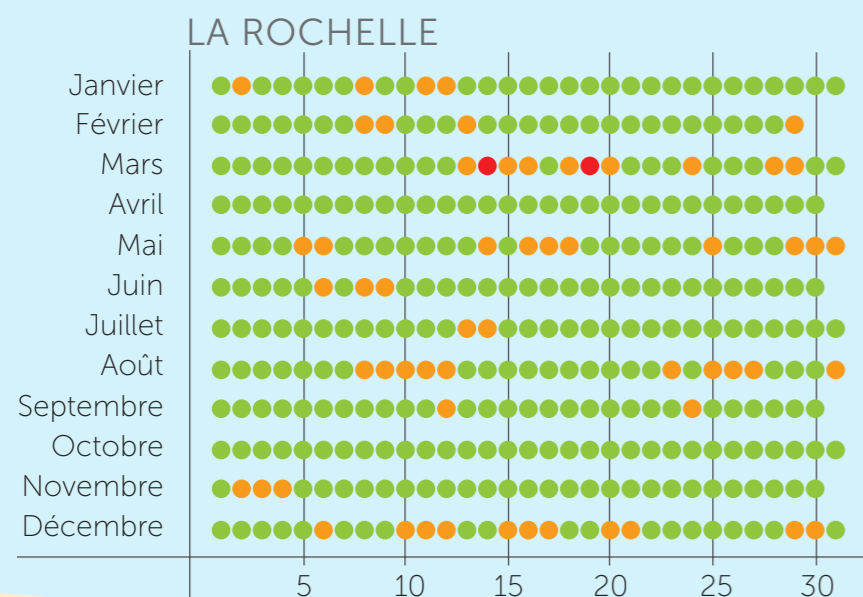 LA ROCHELLE
Janvier
Février
Mars
Avril
Mai
Juin
Juillet
Août
Septembre
Octobre
Novembre
Décembre
5 10 15 20 25 30